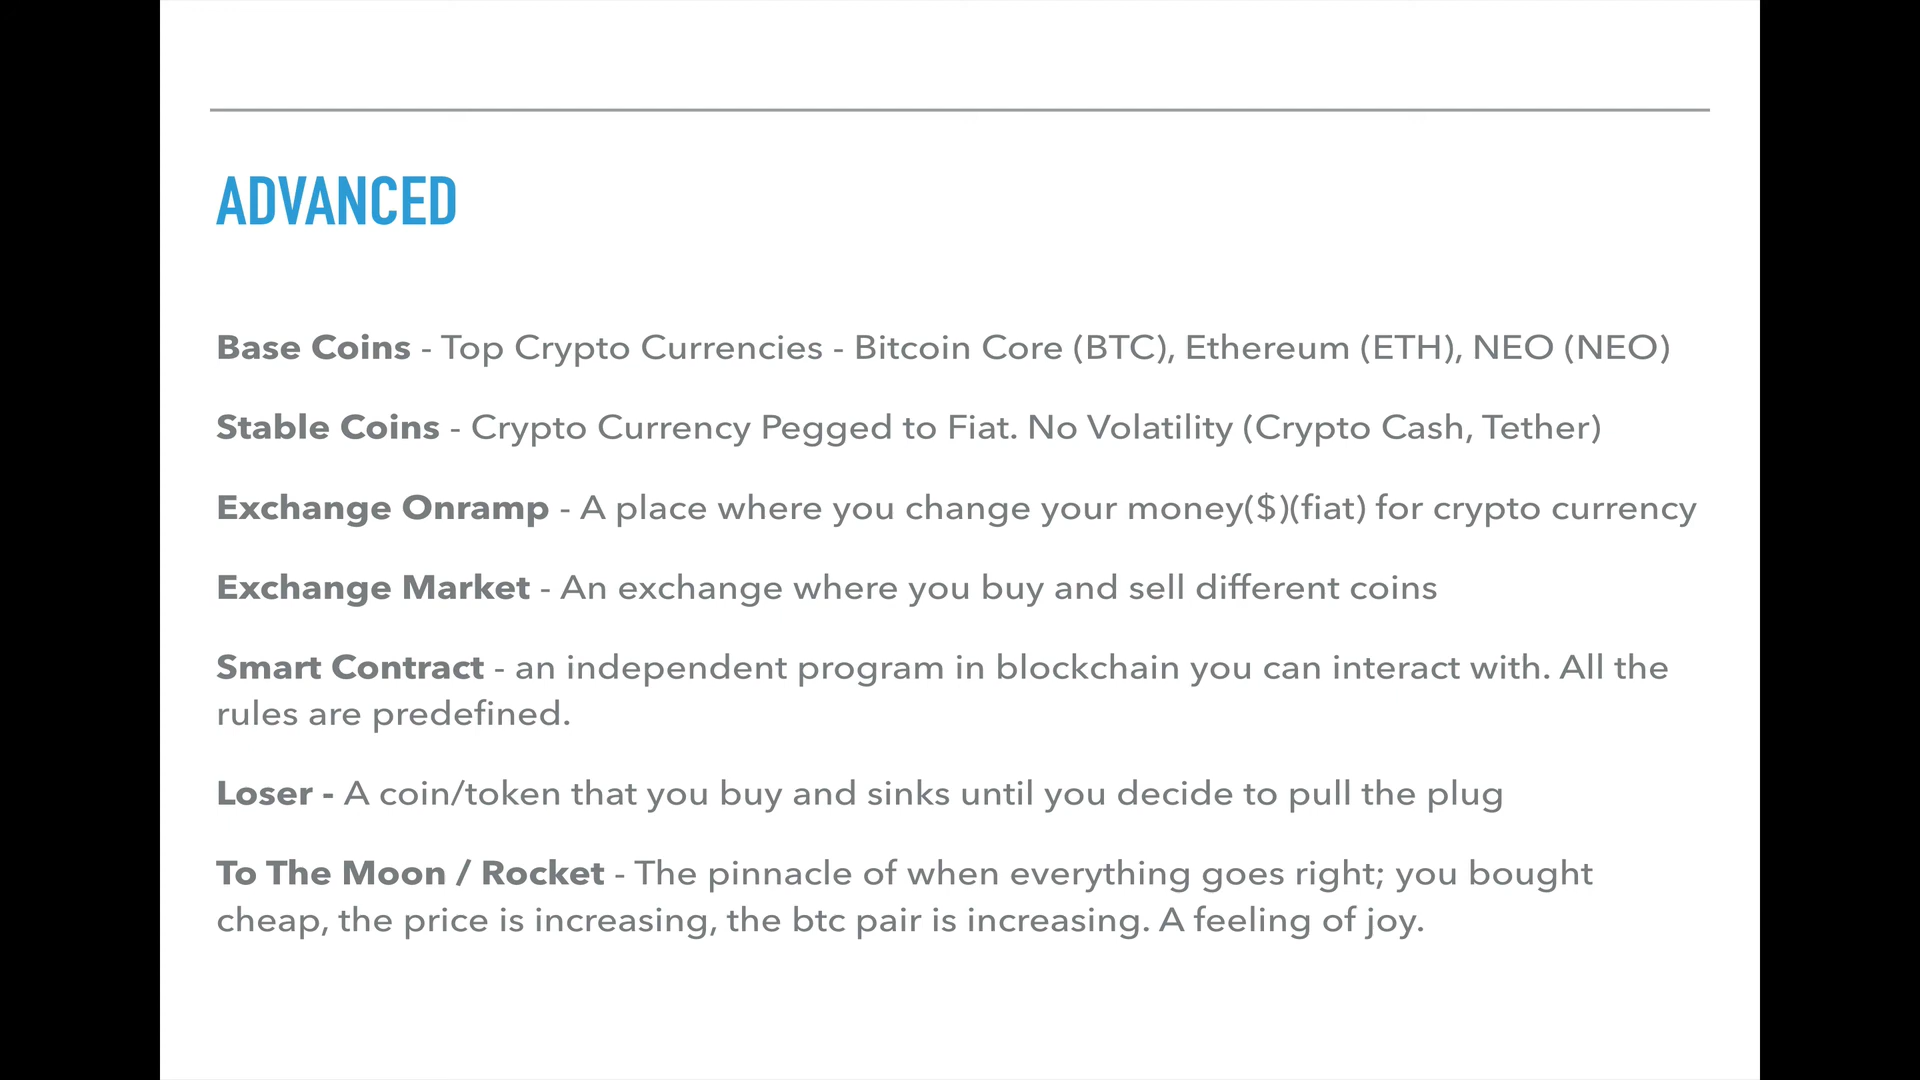 ADVANCED
Base Coins - Top Crypto Currencies - Bitcoin Core (BTC), Ethereum (ETH), NEO (NEO)
Stable Coins - Crypto Currency Pegged to Fiat. No Volatility (Crypto Cash, Tether)
Exchange Onramp - A place where you change your money($)(fiat) for crypto currency
Exchange Market - An exchange where you buy and sell different coins
Smart Contract - an independent program in blockchain you can interact with. All the
rules are predefined.
Loser - A coin/token that you buy and sinks until you decide to pull the plug
To The Moon / Rocket - The pinnacle of when everything goes right; you bought
cheap, the price is increasing, the btc pair is increasing. A feeling of joy.